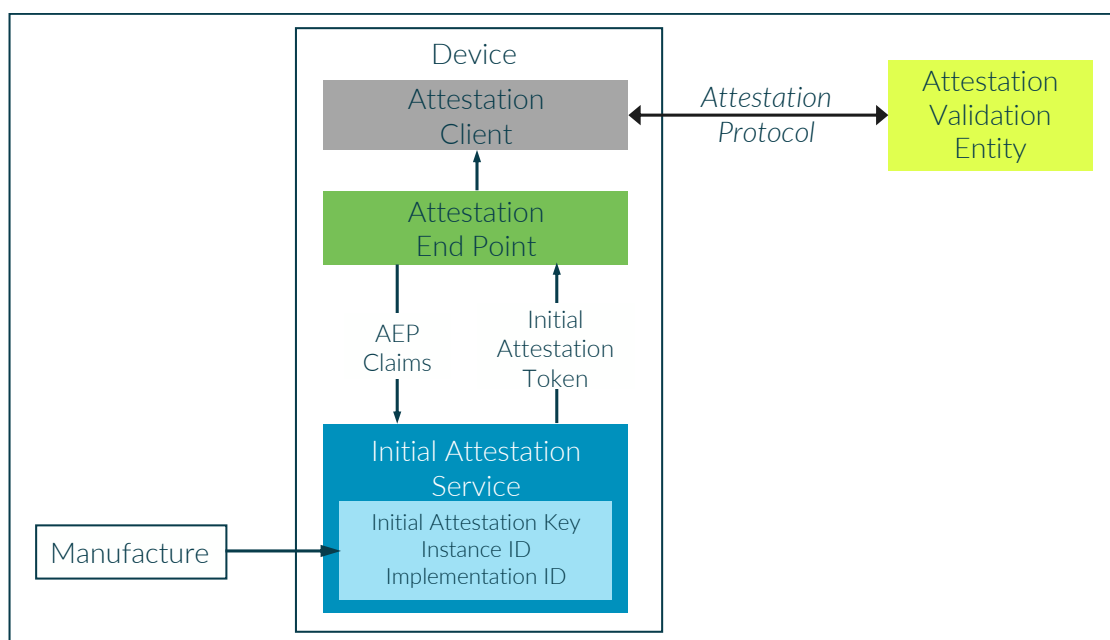 Device
Attestation
Client
Attestation
Protocol
Attestation
Validation
Entity
Attestation
End Point
AEP
Claims
Initial
Attestation
Token
Initial Attestation
Service
Initial Attestation Key
Instance ID
Implementation ID
Manufacture